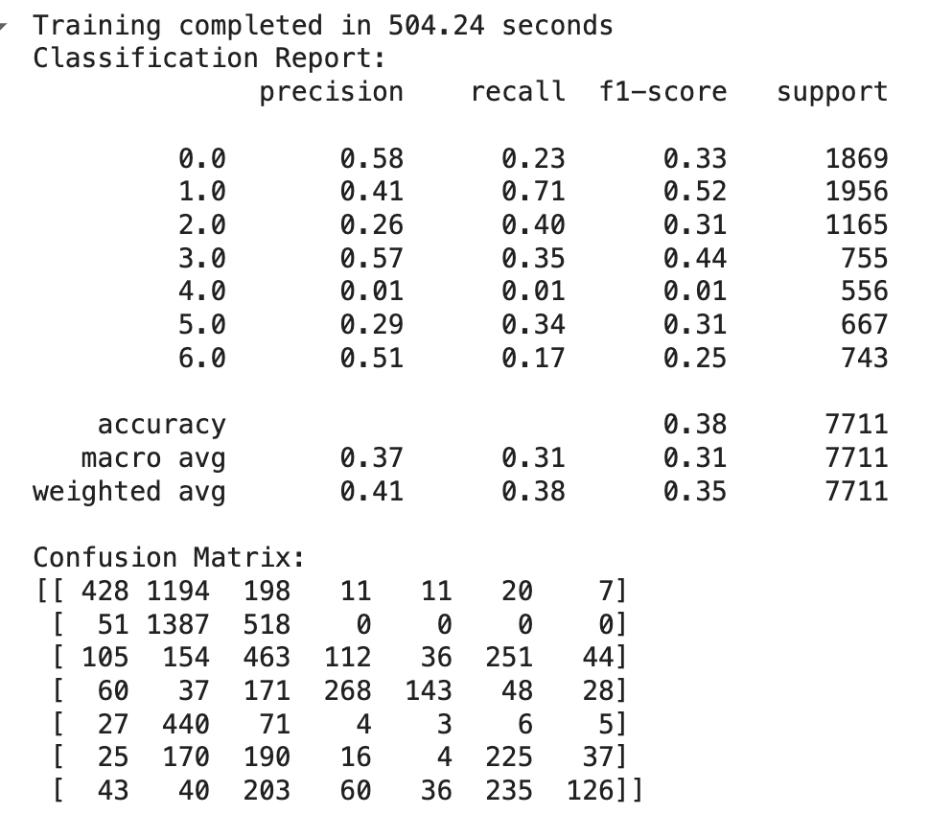 Training completed in 504.24 seconds
Classification Report:
precision recall f1-score support
0.0 0.58 0.23 0.33 1869
1.0 0.41 0.71 0.52 1956
2.0 0.26 0.40 0.31 1165
3.0 0.57 0.35 0.44 755
4.0 0.01 0.01 0.01 556
5.0 0.29 0.34 0.31 667
6.0 0.51 0.17 0.25 743
accuracy 0.38 7711
macro avg 0.37 0.31 0.31 7711
weighted avg 0.41 0.38 0.35 7711
Confusion Matrix:
[[ 428 1194 198 11 11 20 7]
[ 51 1387 518 0 0 0 0]
[ 105 154 463 112 36 251 44]
[ 60 37 171 268 143 48 28]
[ 27 440 71 4 3 6 5]
[ 25 170 190 16 4 225 37]
[ 43 40 203 60 36 235 126]]